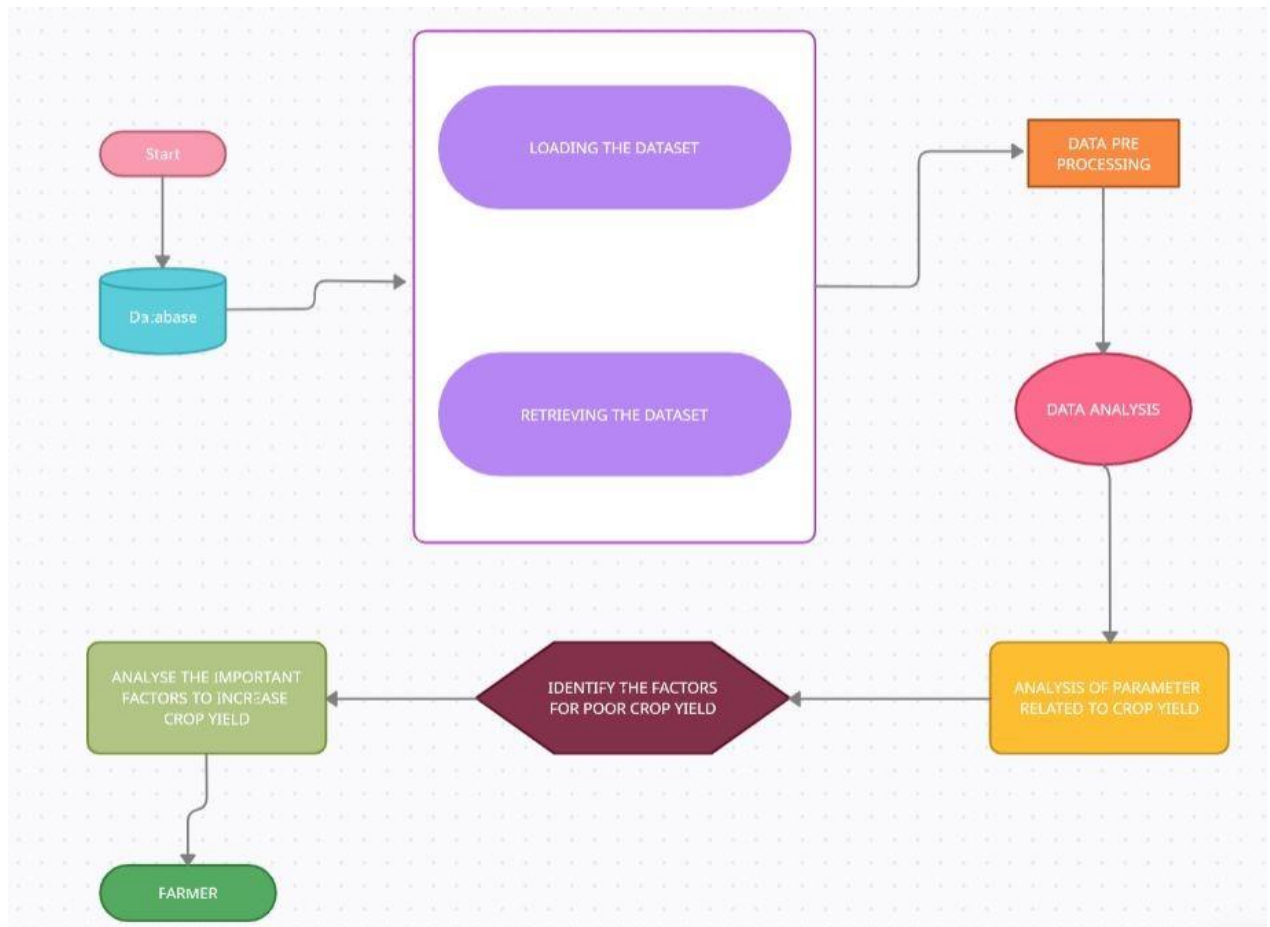 Start
Database
LOADING THE DATASET
RETRIEVING THE DATASET
DATA PRE
PROCESSING
DATA ANALYSIS
ANALYSIS OF PARAMETER
RELATED TO CROP YIELD
IDENTIFY THE FACTORS
FOR POOR CROP YIELD
ANALYSE THE IMPORTANT
FACTORS TO INCREASE
CROP YIELD
FARMER